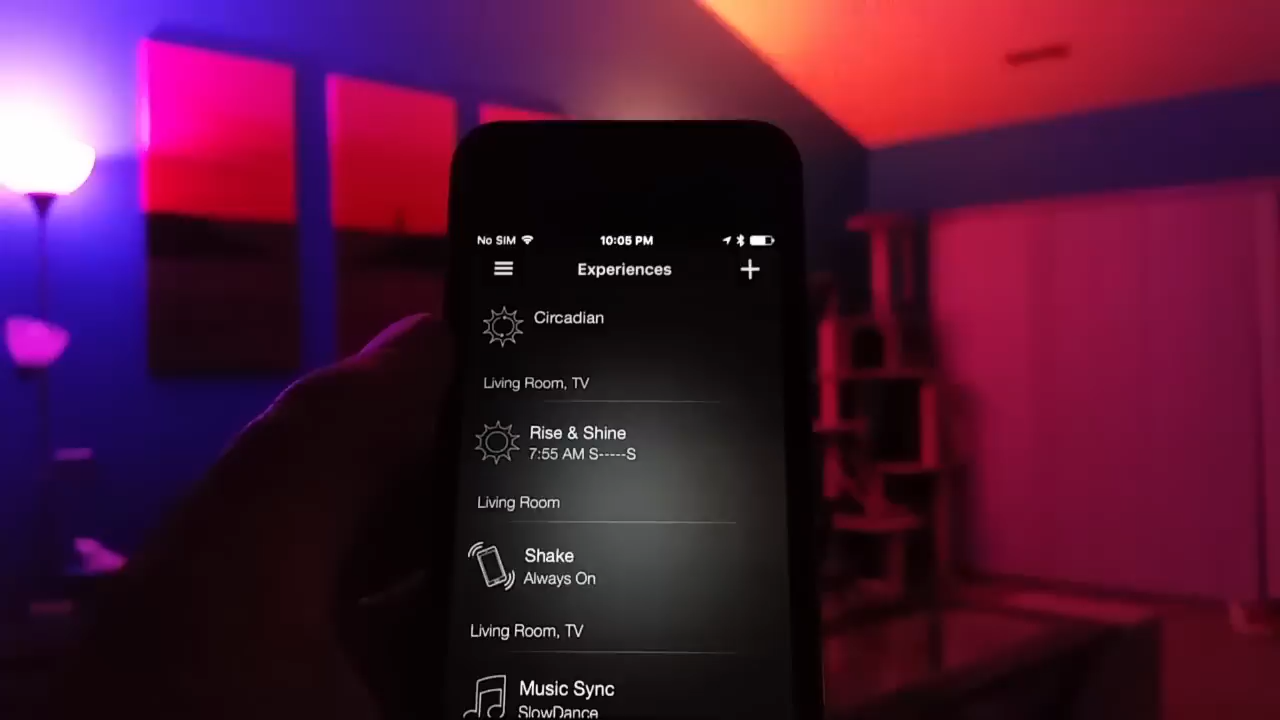 No SIM 10:05 PM
Experiences
Circadian
Living Room, TV
Rise & Shine
7:55 AM S-----S
Living Room
Shake
Always On
Living Room, TV
Music Sync
SlowDance